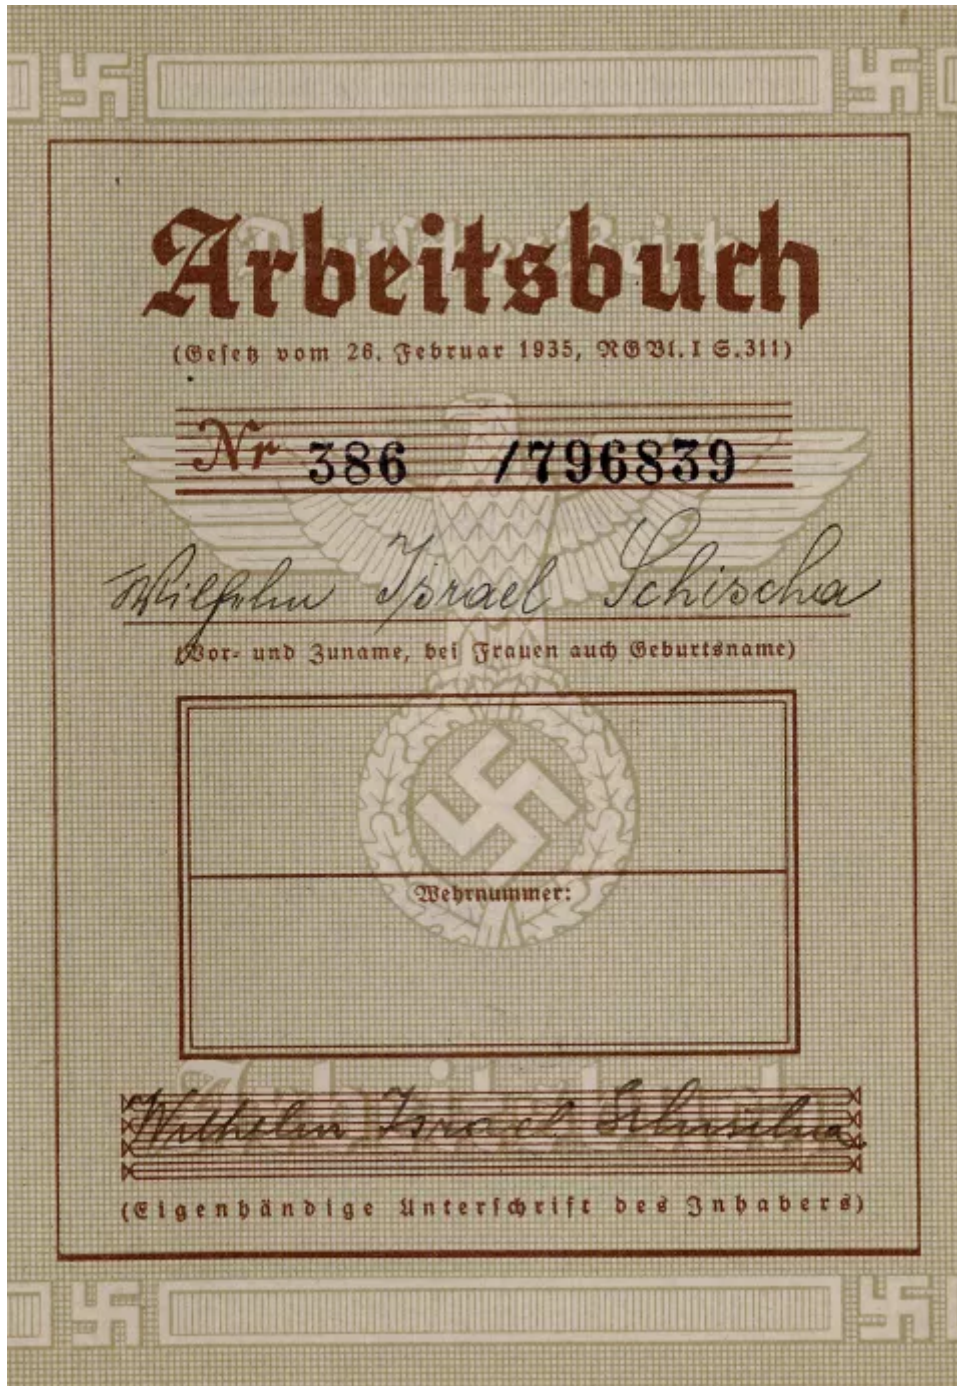 Arbeitsbuch
(Gesetz vom 26. Februar 1935, RGBl. I S. 311)
Nr 386 /796839
Wilhelm Israel Schischa
(Vor- und Zuname, bei Frauen auch Geburtsname)
Wehrnummer:
Wilhelm Israel Schischa
(Eigenhändige Unterschrift des Inhabers)